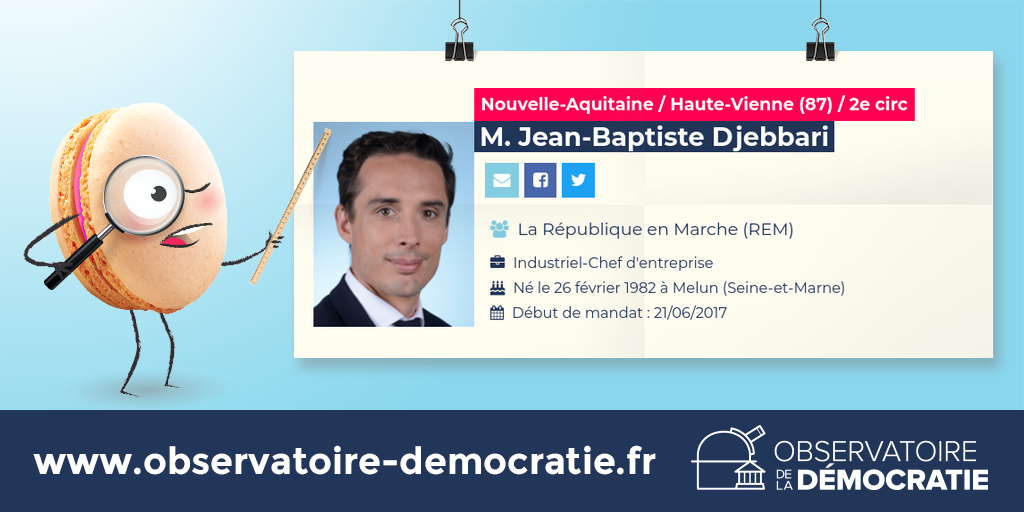 Nouvelle-Aquitaine / Haute-Vienne (87) / 2e circ
M. Jean-Baptiste Djebbari
La République en Marche (REM)
Industriel-Chef d'entreprise
Né le 26 février 1982 à Melun (Seine-et-Marne)
Début de mandat : 21/06/2017
www.observatoire-democratie.fr
OBSERVATOIRE
DE LA DÉMOCRATIE